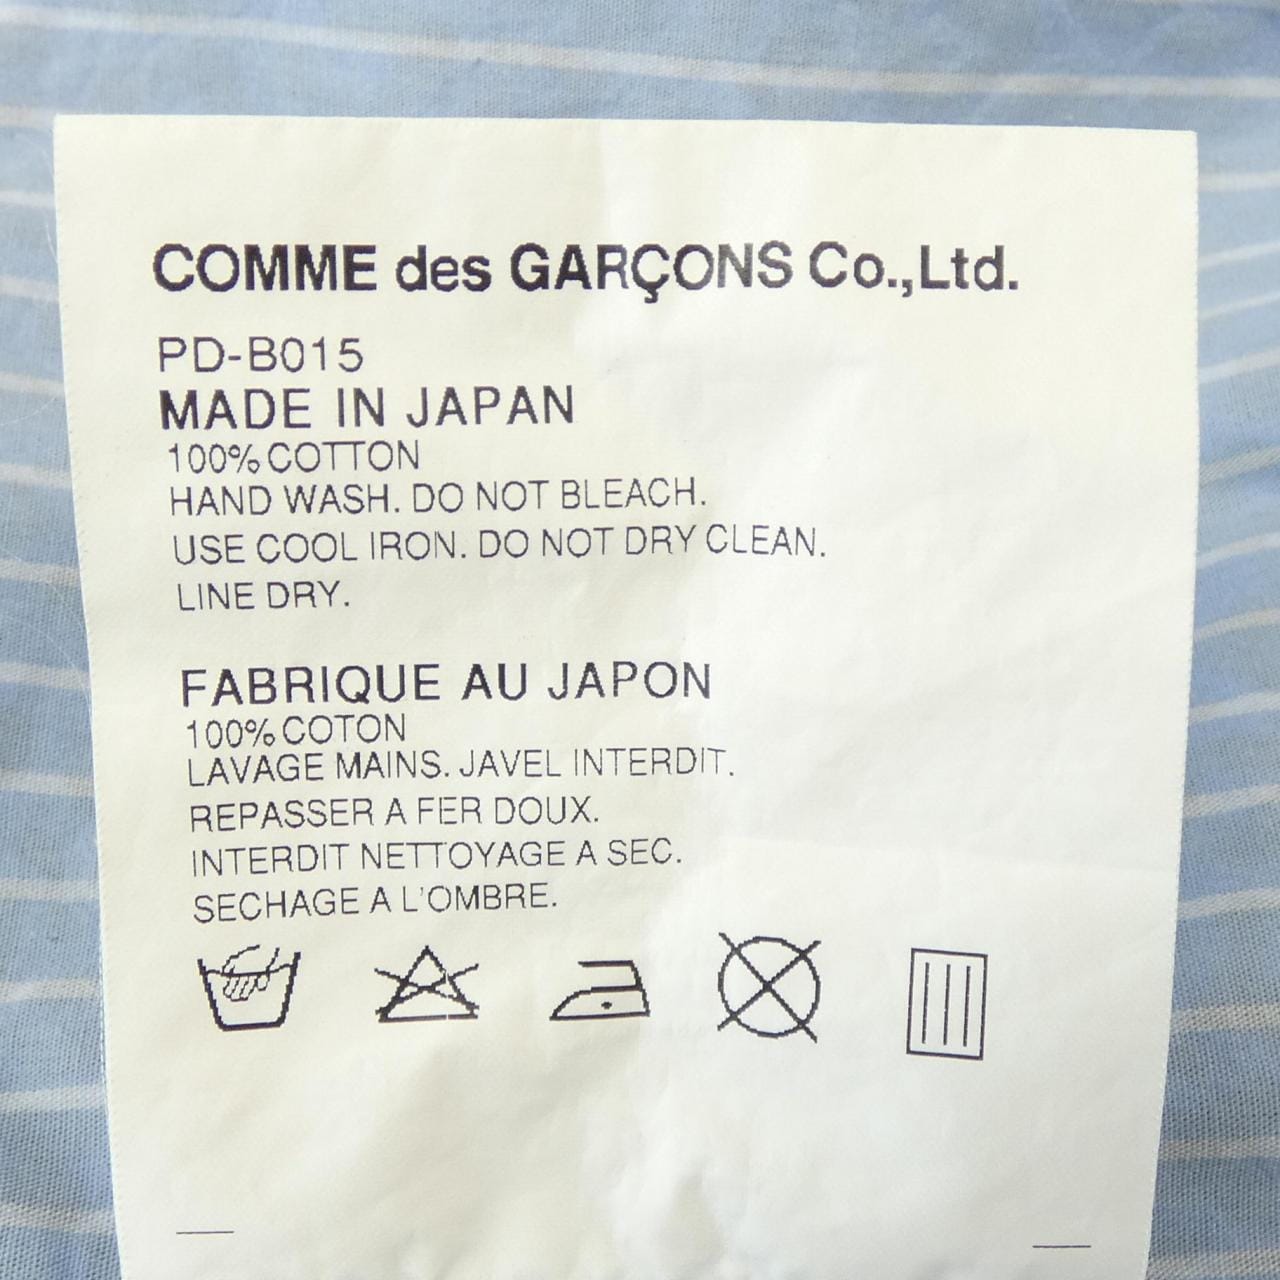 COMME des GARÇONS Co.,Ltd.
PD-B015
MADE IN JAPAN
100%COTTON
HAND WASH. DO NOT BLEACH.
USE COOL IRON. DO NOT DRY CLEAN.
LINE DRY.
FABRIQUE AU JAPON
100%COTON
LAVAGE MAINS. JAVEL INTERDIT.
REPASSER A FER DOUX.
INTERDIT NETTOYAGE A SEC.
SECHAGE A L'OMBRE.